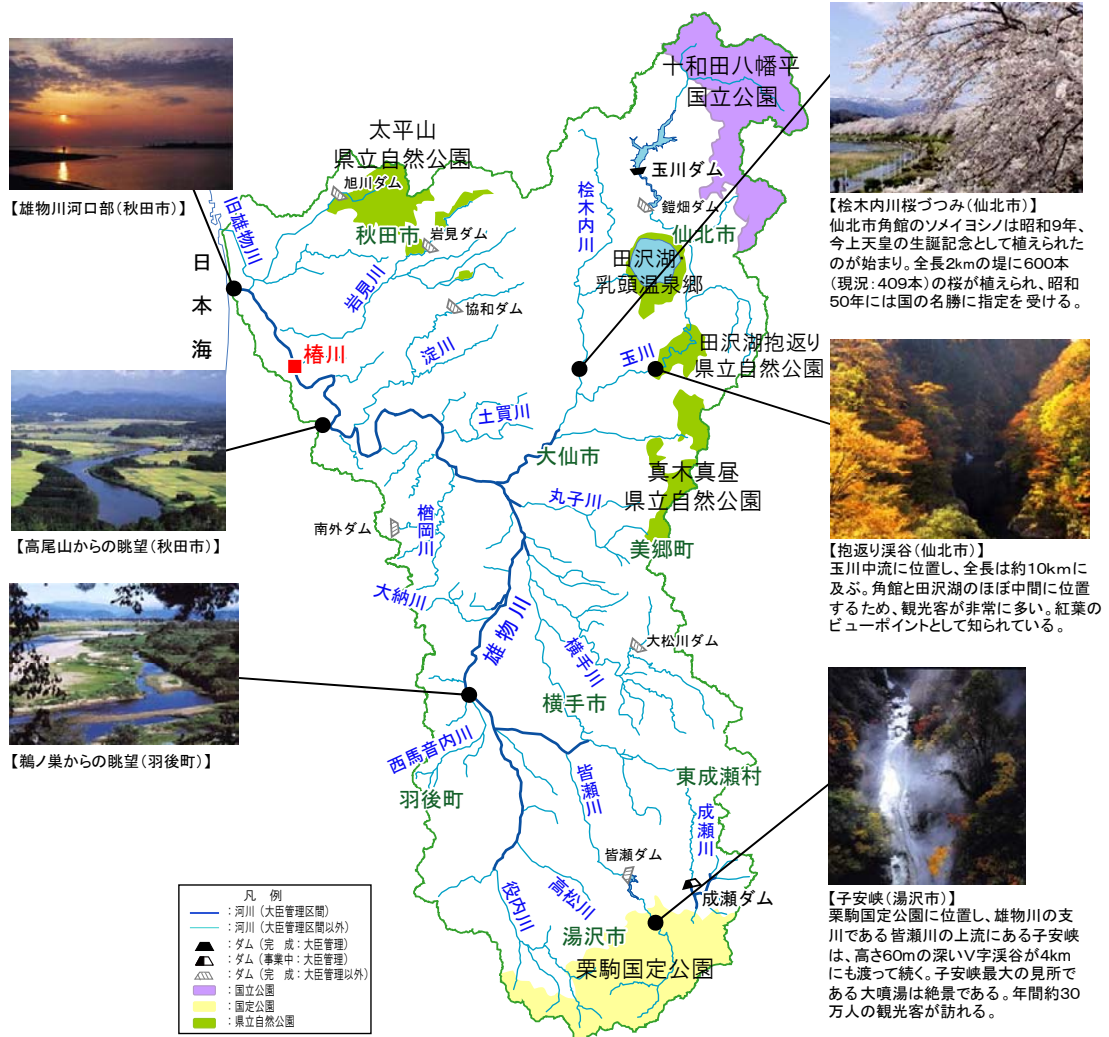 【雄物川河口部(秋田市)】
【高尾山からの眺望(秋田市)】
【鵜ノ巣からの眺望(羽後町)】
十和田八幡平
国立公園
太平山
県立自然公園
旭川ダム
玉川ダム
鎧畑ダム
桧木内川
仙北市
旧雄物川
秋田市
岩見ダム
田沢湖・
乳頭温泉郷
日本海
岩見川
協和ダム
椿川
淀川
玉川
田沢湖抱返り
県立自然公園
土買川
大仙市
真木真昼
県立自然公園
丸子川
南外ダム
楢岡川
美郷町
大納川
雄物川
横手川
大松川ダム
横手市
西馬音内川
羽後町
皆瀬川
東成瀬村
成瀬川
皆瀬ダム
成瀬ダム
役内川
高松川
湯沢市
栗駒国定公園
凡 例
:河川(大臣管理区間)
:河川(大臣管理区間以外)
:ダム(完 成:大臣管理)
:ダム(事業中:大臣管理)
:ダム(完 成:大臣管理以外)
:国立公園
:国定公園
:県立自然公園
【桧木内川桜づつみ(仙北市)】
仙北市角館のソメイヨシノは昭和9年、
今上天皇の生誕記念として植えられた
のが始まり。全長2kmの堤に600本
(現況:409本)の桜が植えられ、昭和
50年には国の名勝に指定を受ける。
【抱返り渓谷(仙北市)】
玉川中流に位置し、全長は約10kmに
及ぶ。角館と田沢湖のほぼ中間に位置
するため、観光客が非常に多い。紅葉の
ビューポイントとして知られている。
【子安峡(湯沢市)】
栗駒国定公園に位置し、雄物川の支
川である皆瀬川の上流にある子安峡
は、高さ60mの深いV字渓谷が4km
にも渡って続く。子安峡最大の見所で
ある大噴湯は絶景である。年間約30
万人の観光客が訪れる。